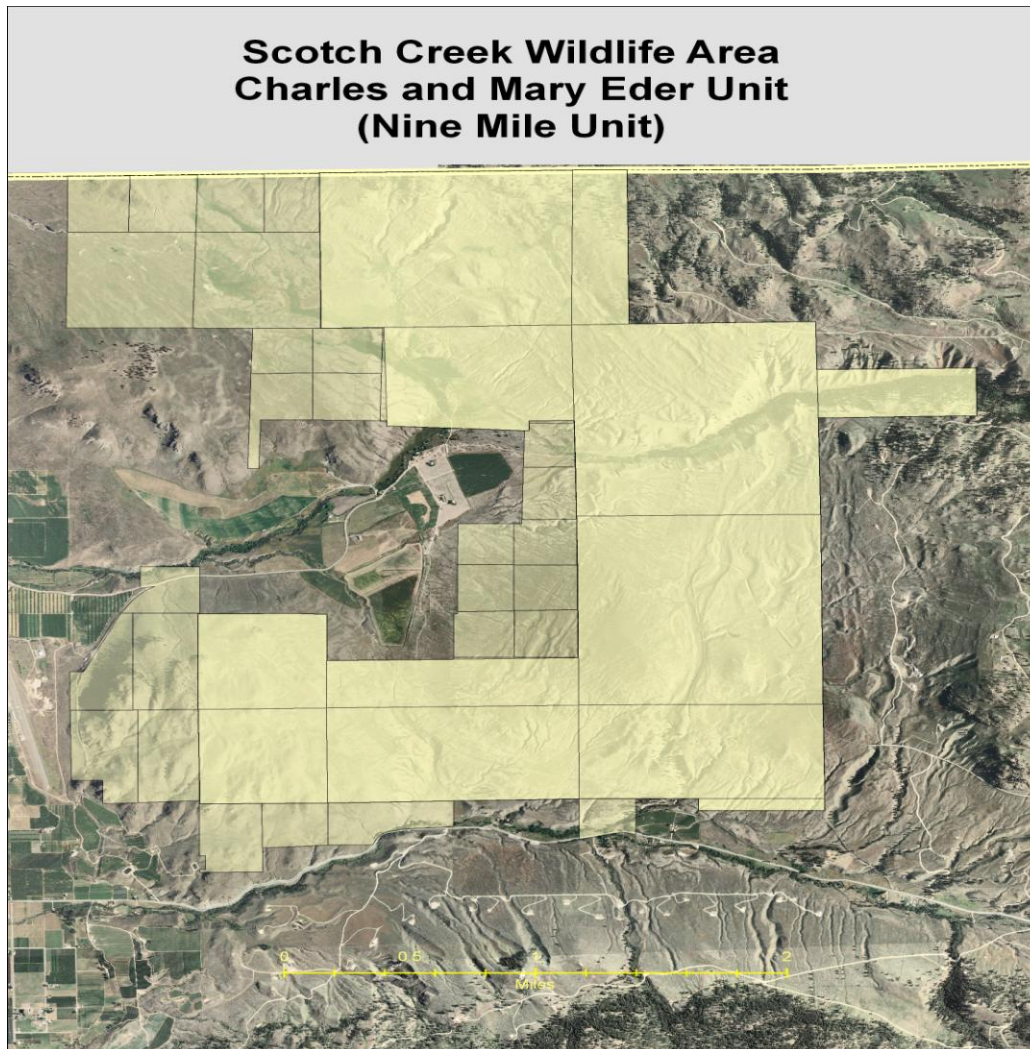 Scotch Creek Wildlife Area
Charles and Mary Eder Unit
(Nine Mile Unit)
0 0.5 1 2
Miles